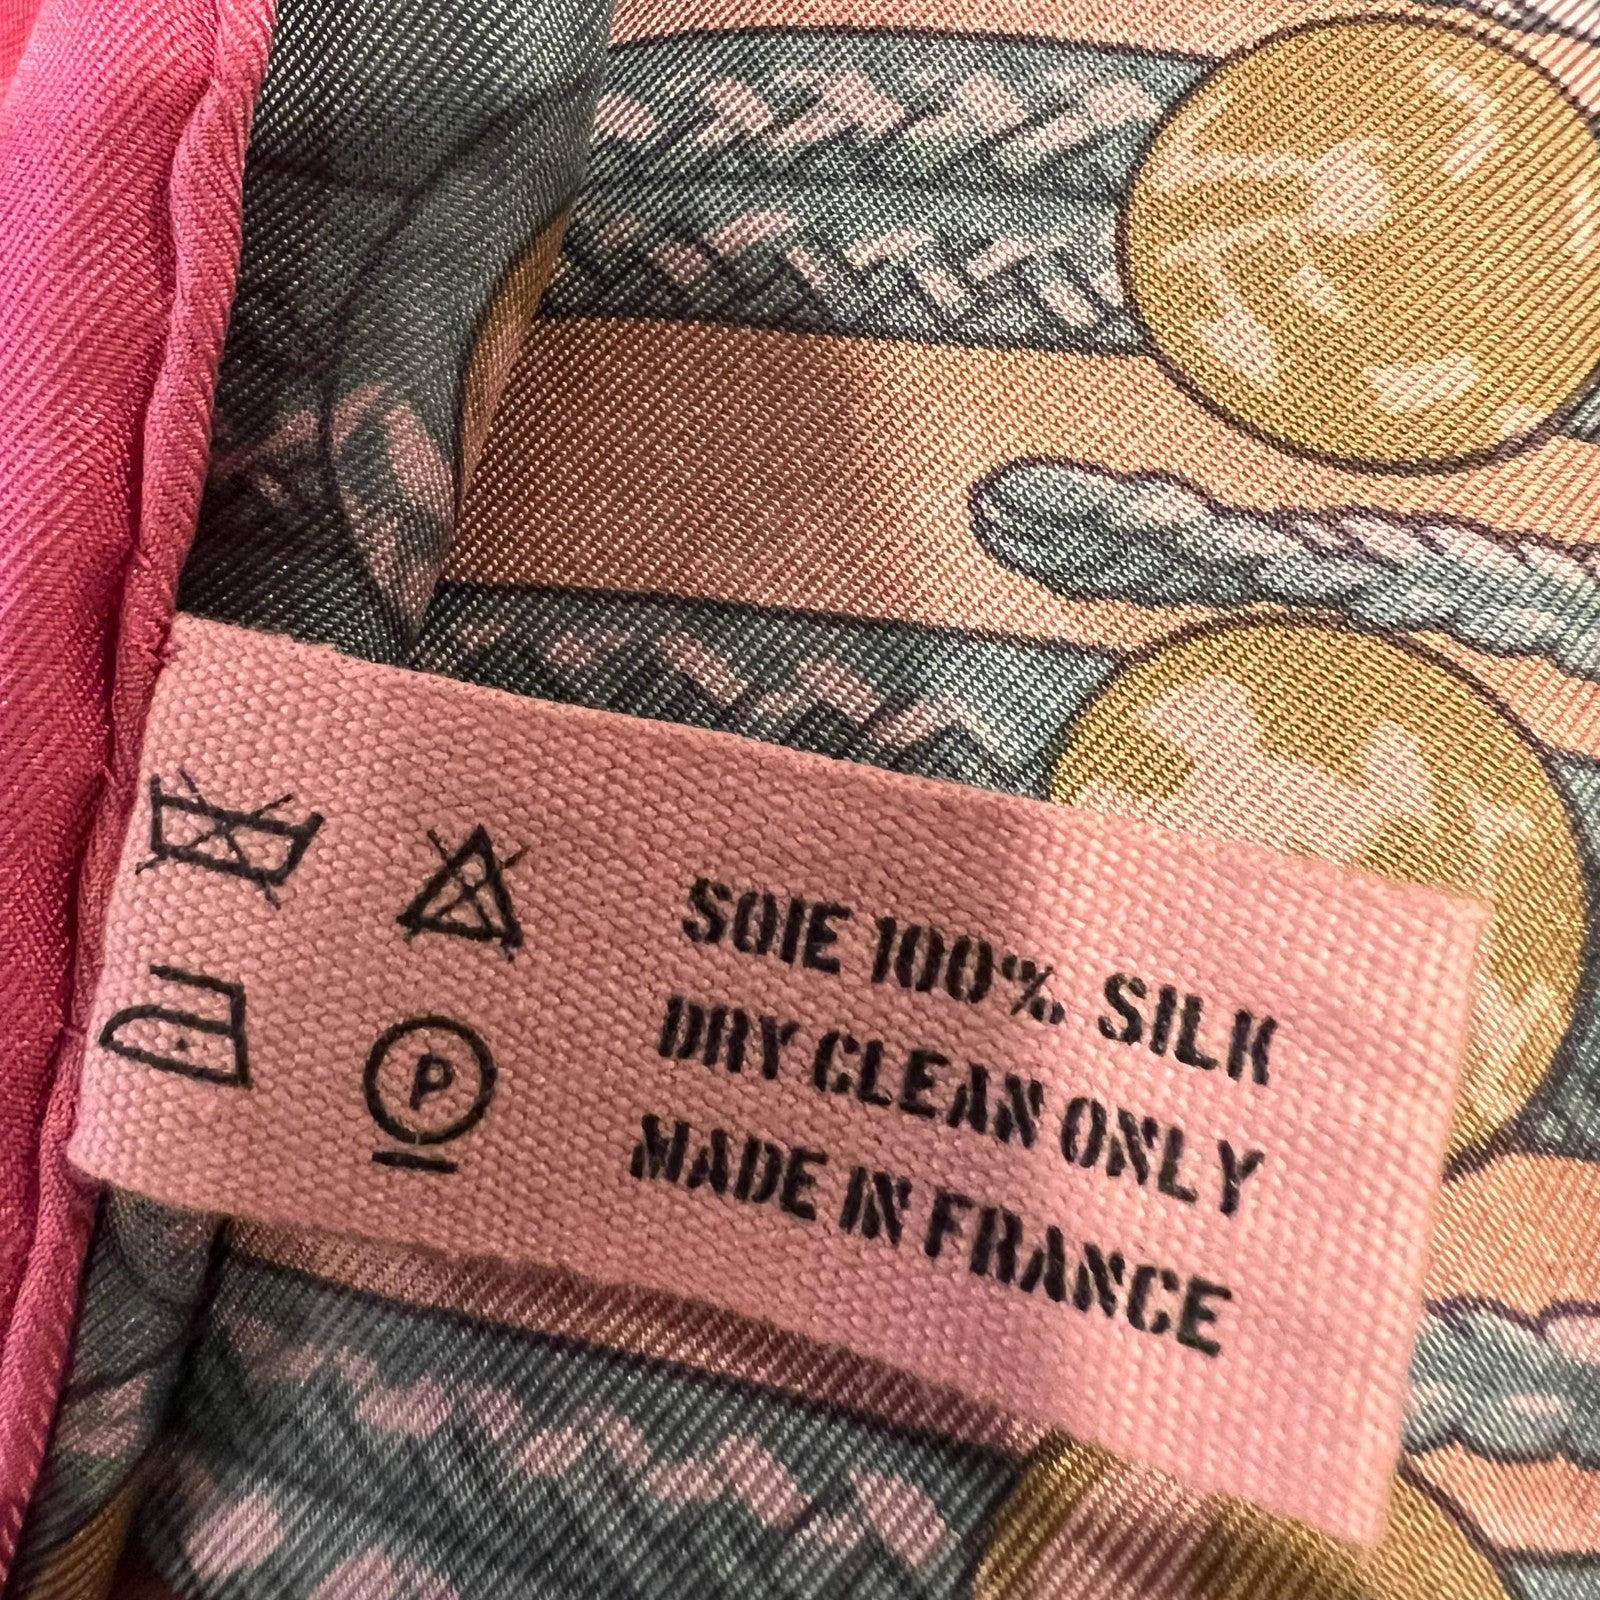 SOIE 100% SILK
DRY CLEAN ONLY
MADE IN FRANCE
P